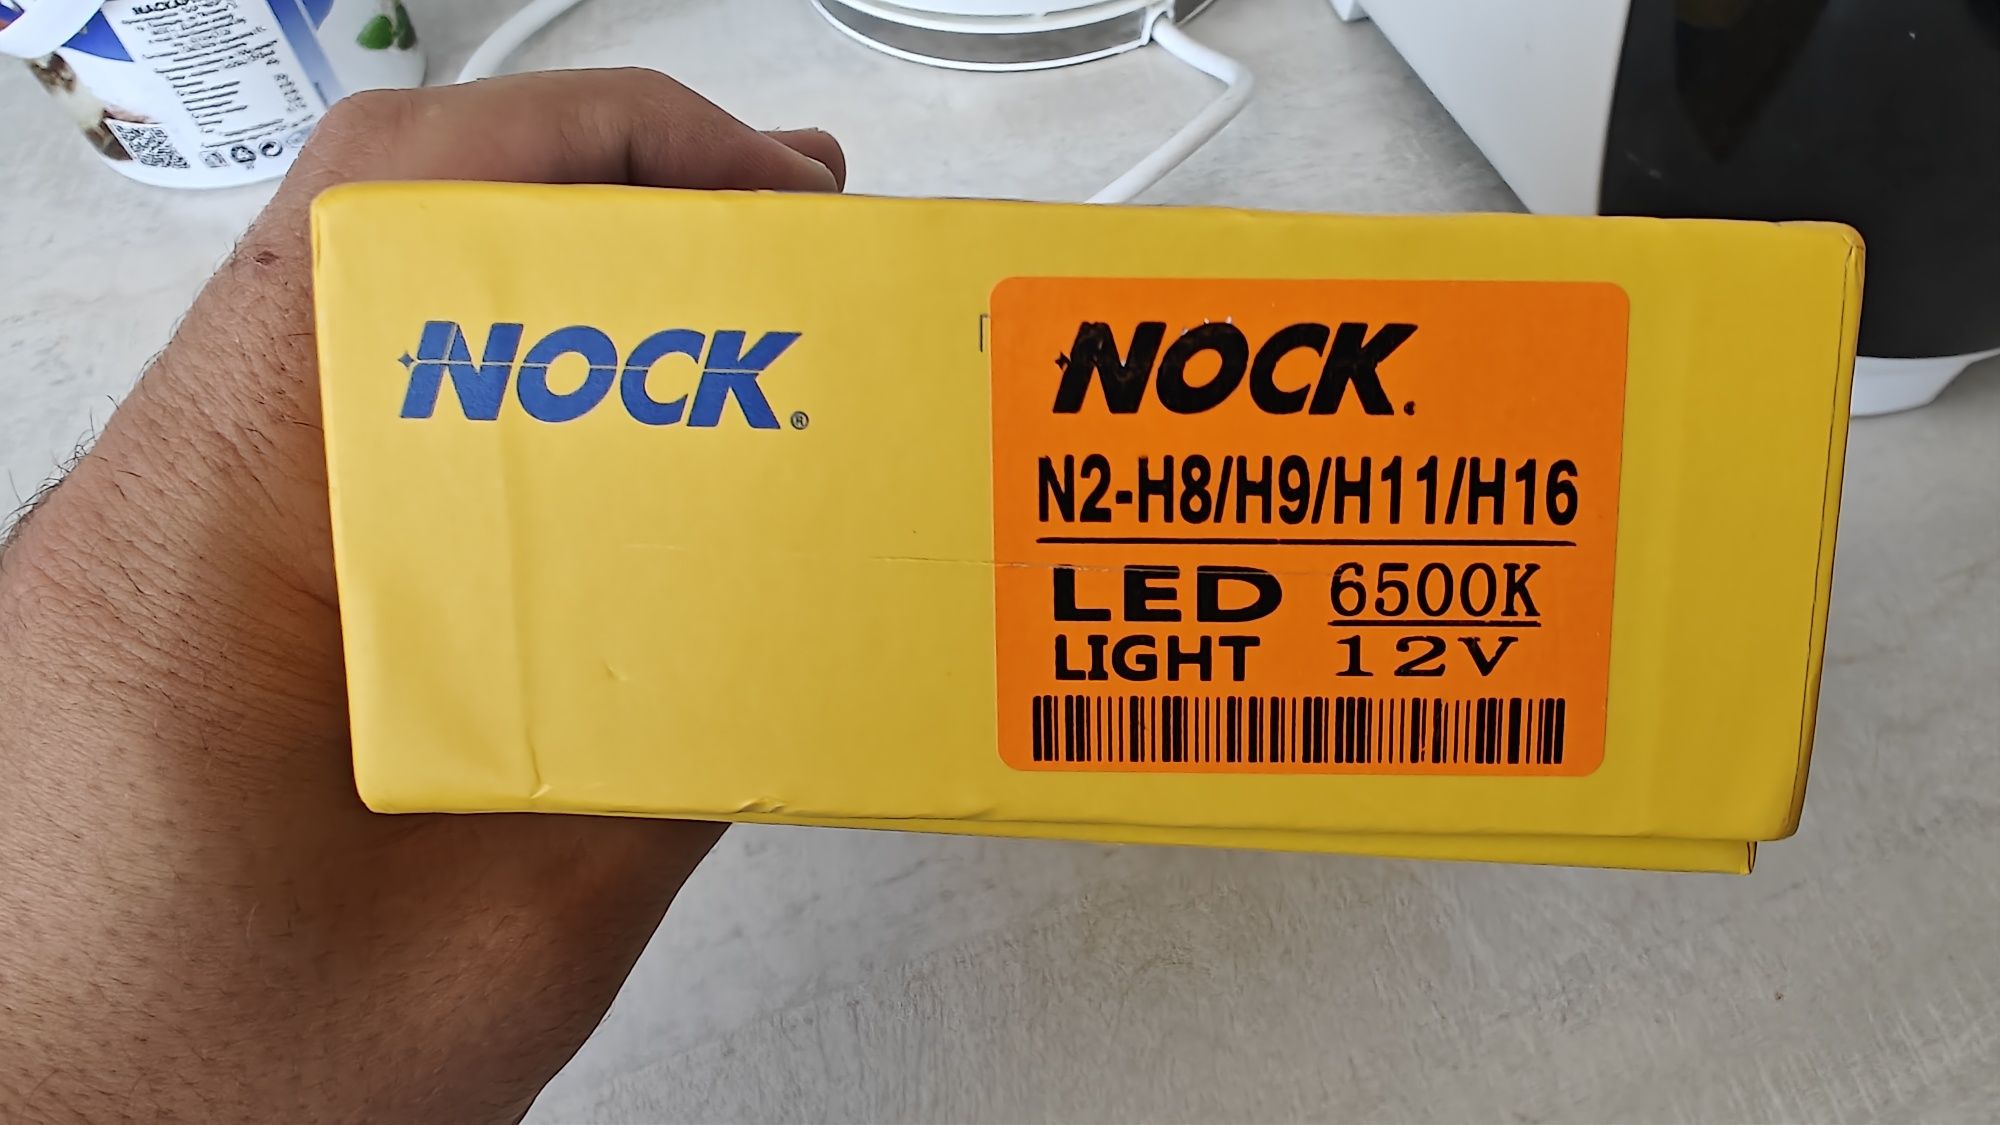 NOCK®
NOCK.
N2-H8/H9/H11/H16
LED 6500K
LIGHT 12V